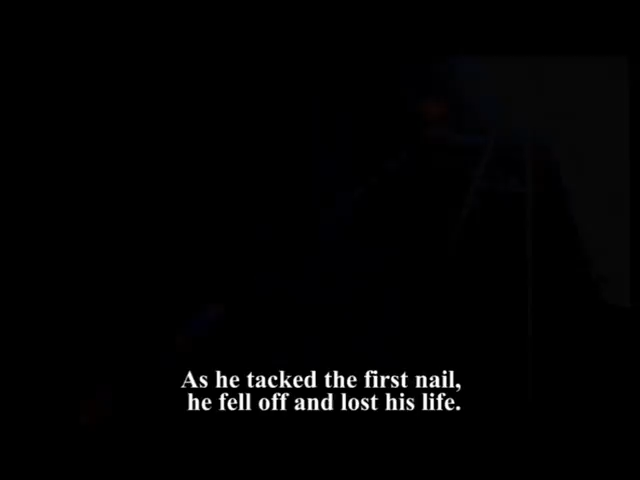 As he tacked the first nail,
he fell off and lost his life.